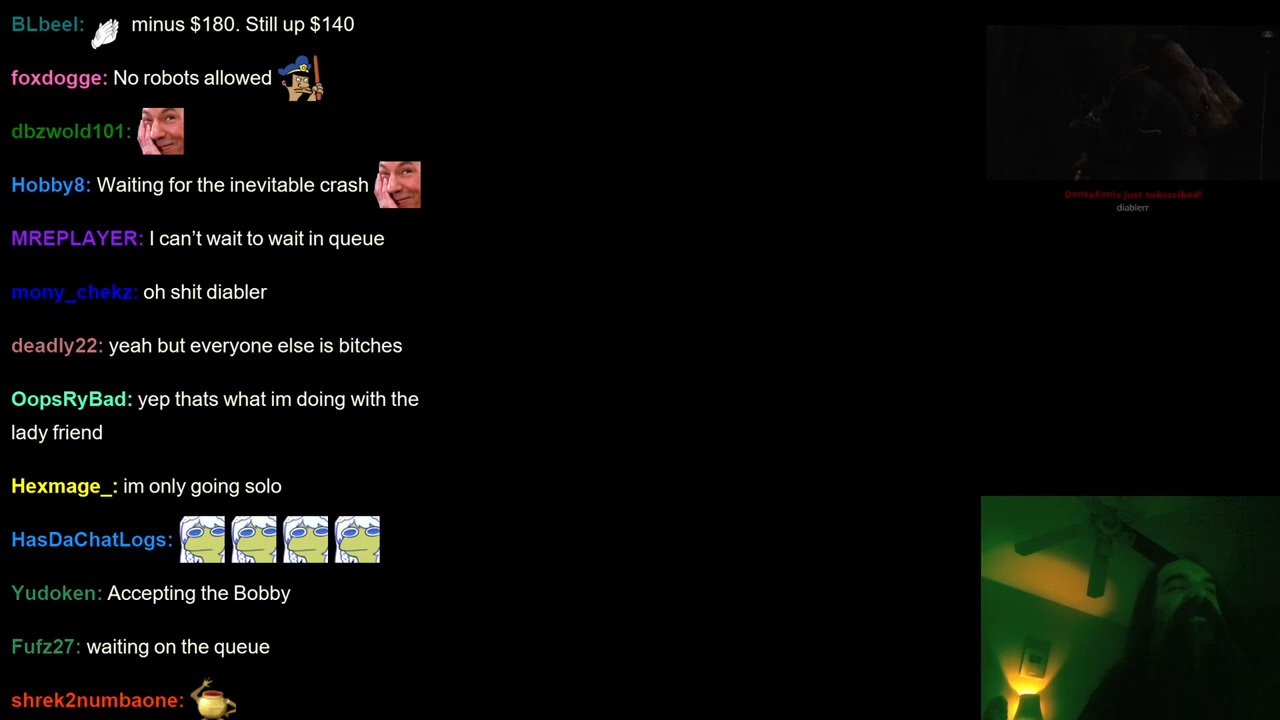 BLbeel: minus $180. Still up $140
foxdogge: No robots allowed
dbzwold101:
Hobby8: Waiting for the inevitable crash
MREPLAYER: I can’t wait to wait in queue
mony_chekz: oh shit diabler
deadly22: yeah but everyone else is bitches
OopsRyBad: yep thats what im doing with the
lady friend
Hexmage_: im only going solo
HasDaChatLogs:
Yudoken: Accepting the Bobby
Fufz27: waiting on the queue
shrek2numbaone:
DontxPanic just subscribed!
diablerr